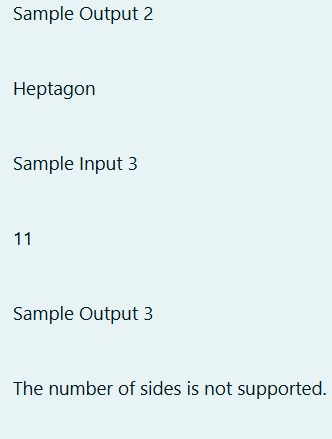 Sample Output 2
Heptagon
Sample Input 3
11
Sample Output 3
The number of sides is not supported.